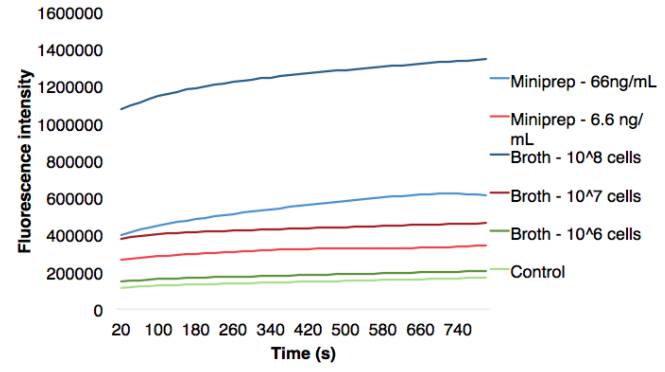 1600000
1400000
1200000
1000000
800000
600000
400000
200000
0
Fluorescence intensity
20 100 180 260 340 420 500 580 660 740
Time (s)
Miniprep - 66ng/mL
Miniprep - 6.6 ng/
mL
Broth - 10^8 cells
Broth - 10^7 cells
Broth - 10^6 cells
Control